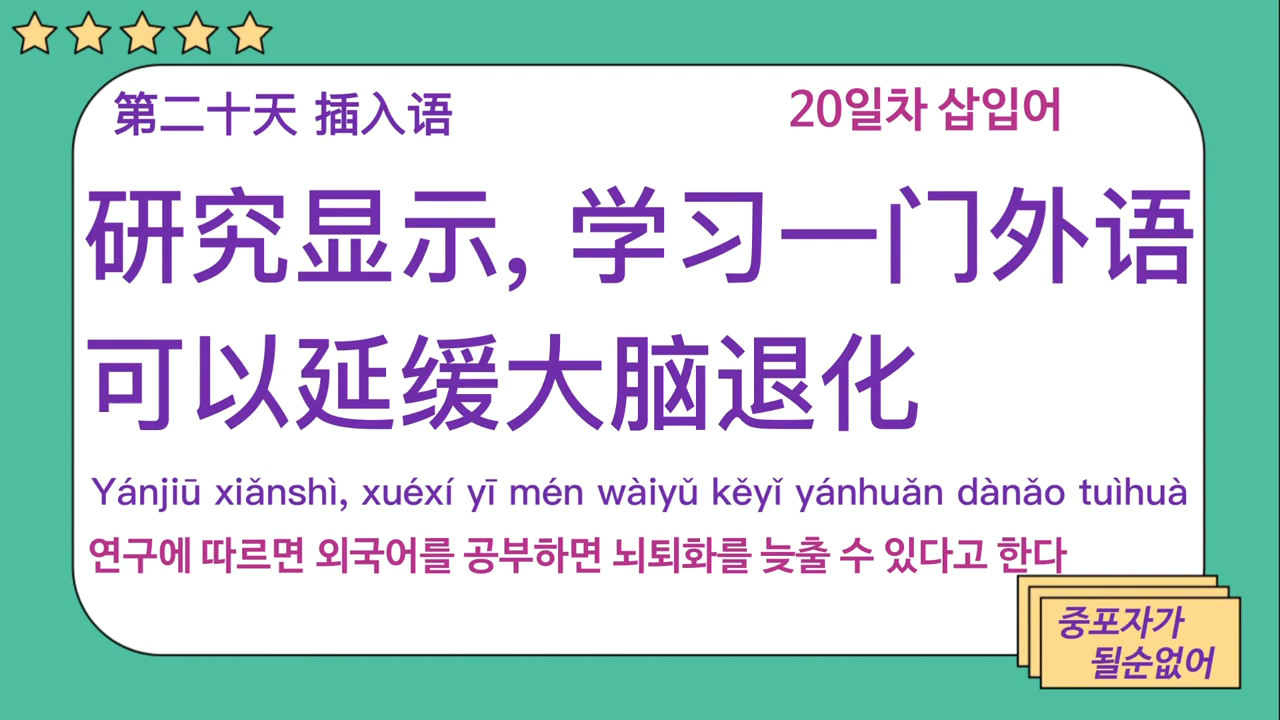 第二十天 插入语
20일차 삽입어
研究显示, 学习一门外语
可以延缓大脑退化
Yánjiū xiǎnshì, xuéxí yī mén wàiyǔ kěyǐ yánhuǎn dànǎo tuìhuà
연구에 따르면 외국어를 공부하면 뇌퇴화를 늦출 수 있다고 한다
중포자가
될순없어